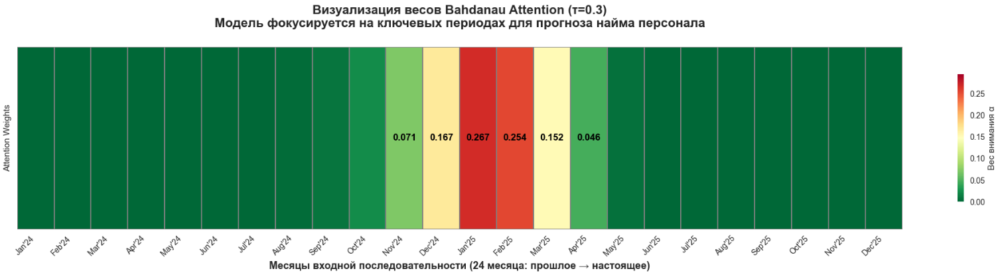 Визуализация весов Bahdanau Attention (τ=0.3)
Модель фокусируется на ключевых периодах для прогноза найма персонала
Attention Weights
0.071
0.167
0.267
0.254
0.152
0.046
Jan'24
Feb'24
Mar'24
Apr'24
May'24
Jun'24
Jul'24
Aug'24
Sep'24
Oct'24
Nov'24
Dec'24
Jan'25
Feb'25
Mar'25
Apr'25
May'25
Jun'25
Jul'25
Aug'25
Sep'25
Oct'25
Nov'25
Dec'25
Месяцы входной последовательности (24 месяца: прошлое → настоящее)
0.25
0.20
0.15
0.10
0.05
0.00
Вес внимания α